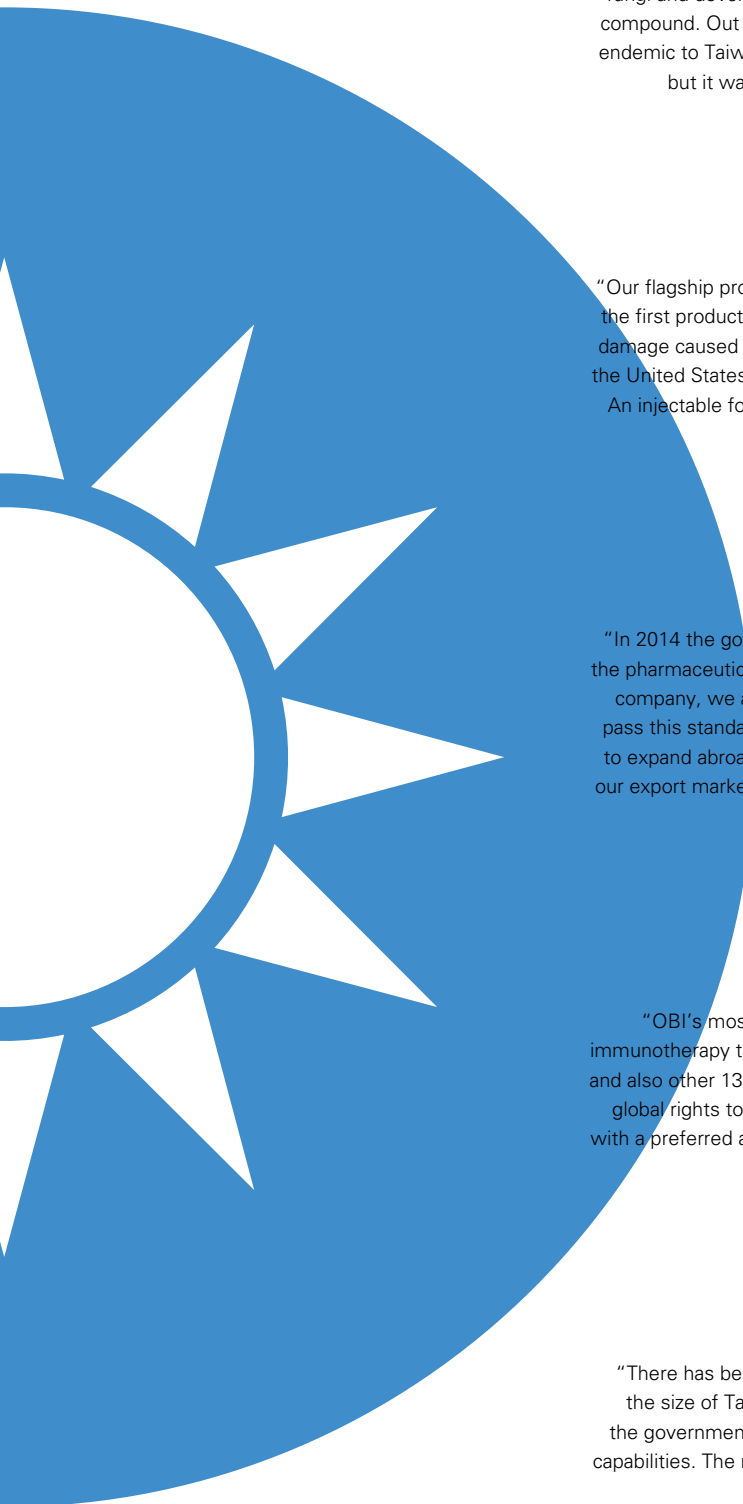 compound. Out
endemic to Taiw
but it wa
“Our flagship pro
the first product
damage caused
the United States
An injectable fo
“In 2014 the go
the pharmaceutic
company, we a
pass this standa
to expand abroa
our export marke
“OBI’s mos
immunotherapy t
and also other 13
global rights to
with a preferred a
“There has be
the size of Ta
the governmen
capabilities. The